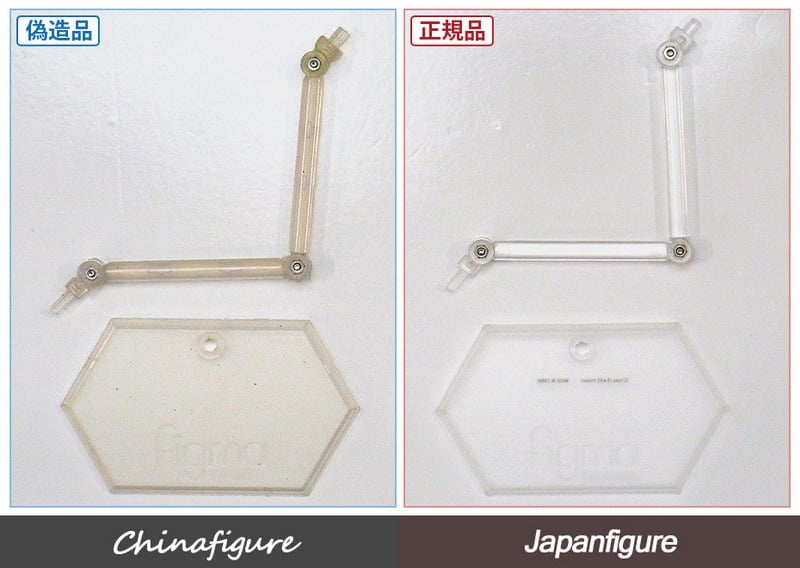 偽造品
正規品
figma
figma
Chinafigure
Japanfigure